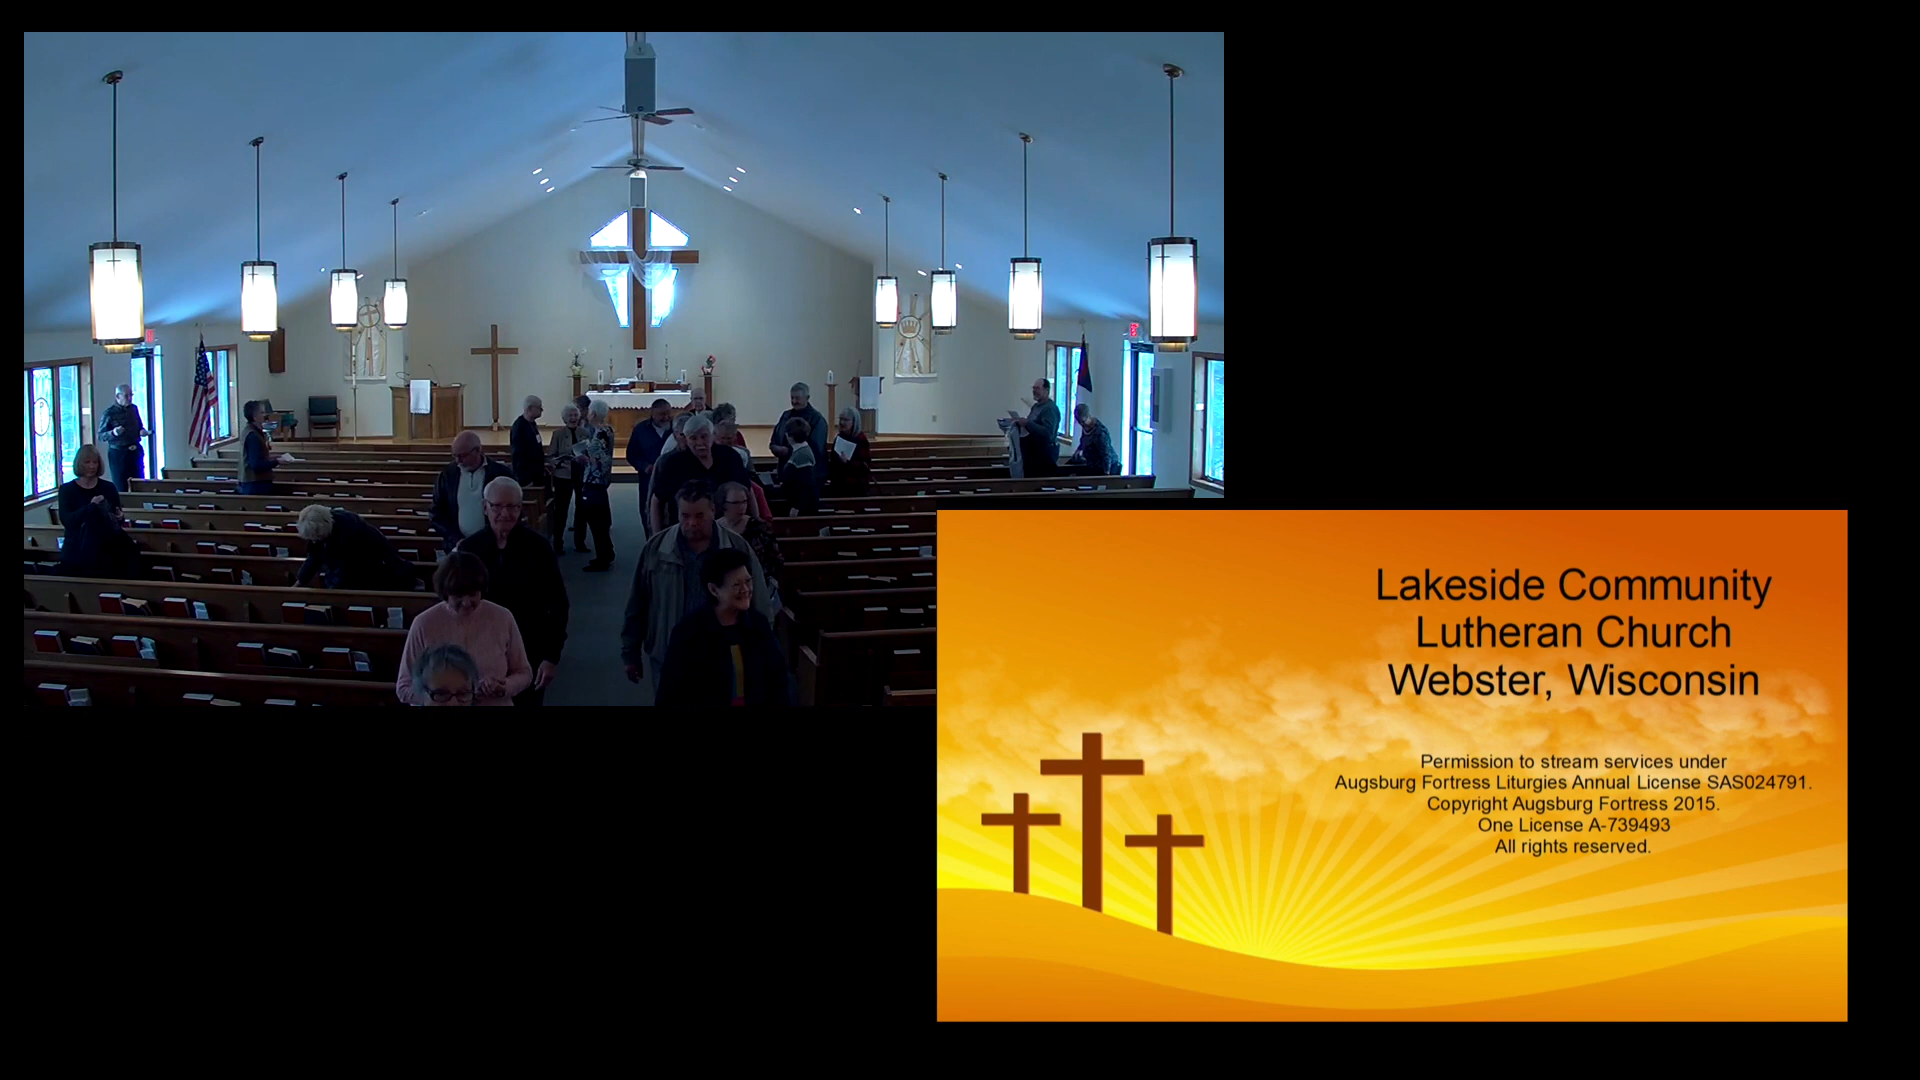 Lakeside Community
Lutheran Church
Webster, Wisconsin
Permission to stream services under
Augsburg Fortress Liturgies Annual License SAS024791.
Copyright Augsburg Fortress 2015.
One License A-739493
All rights reserved.